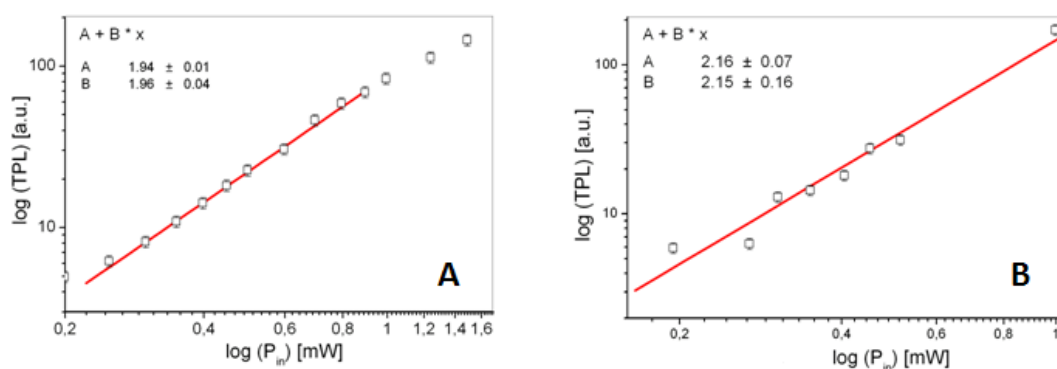 A + B * x
A 1.94 ± 0.01
B 1.96 ± 0.04
100
10
log (TPL) [a.u.]
A
0,2 0,4 0,6 0,8 1 1,2 1,4 1,6
log (P_in) [mW]
A + B * x
A 2.16 ± 0.07
B 2.15 ± 0.16
100
10
log (TPL) [a.u.]
B
0,2 0,4 0,6 0,8 1
log (P_in) [mW]